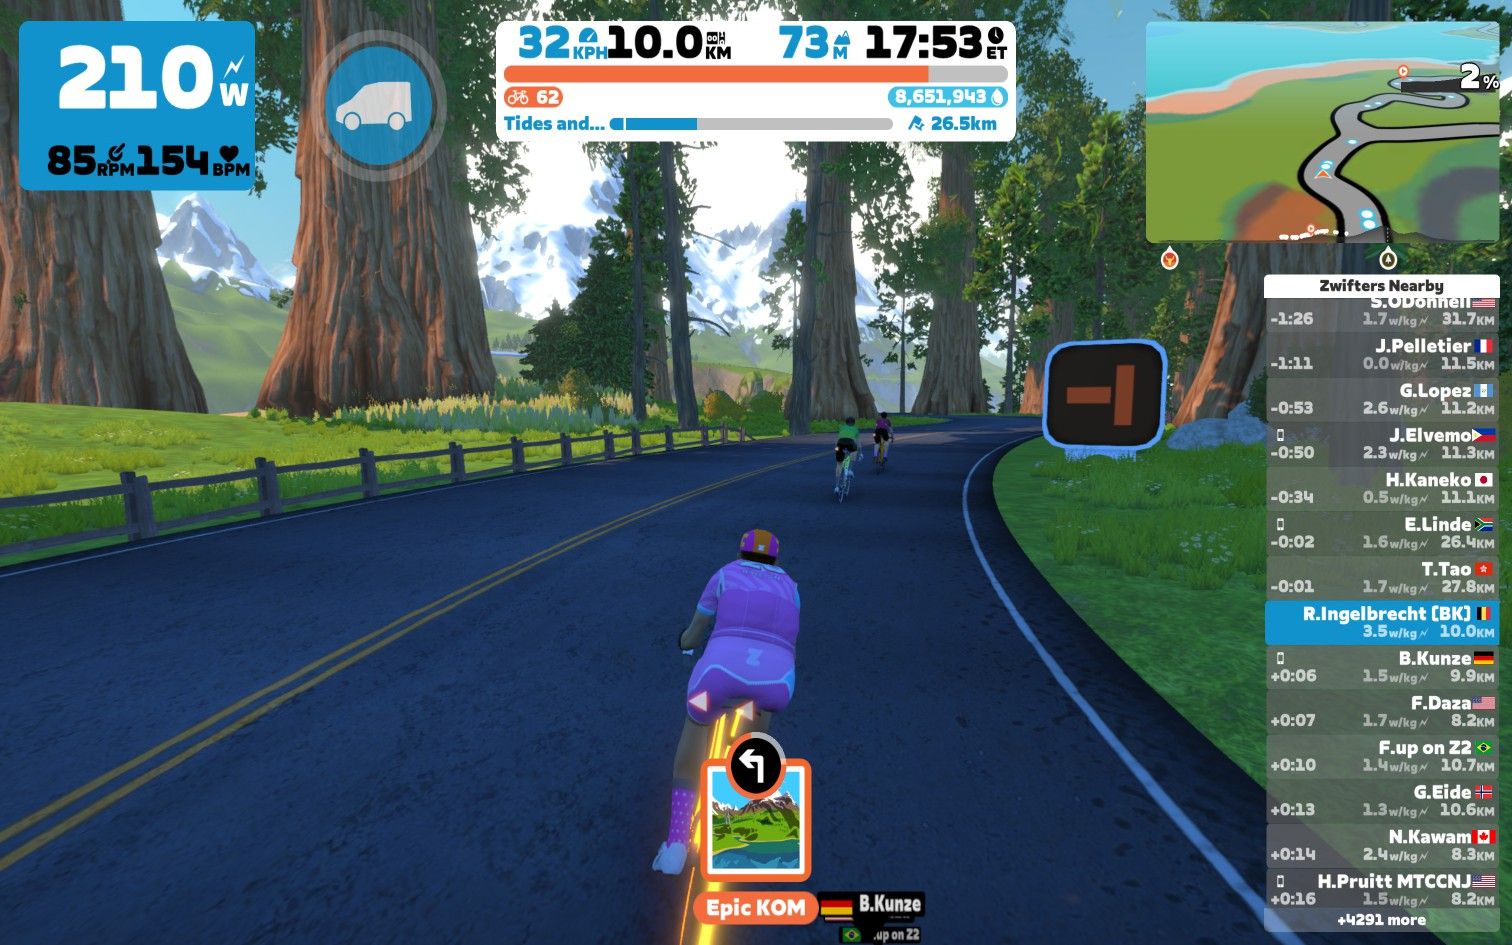 210 W
85 RPM 154 BPM
32 KPH 10.0 KM 73 M 17:53 ET
62 8,651,943
Tides and... 26.5km
2%
Zwifters Nearby
S.ODonnell
-1:26 1.7 w/kg 31.7KM
J.Pelletier
-1:11 0.0 w/kg 11.5KM
G.Lopez
-0:53 2.6 w/kg 11.2KM
J.Elvemo
-0:50 2.3 w/kg 11.3KM
H.Kaneko
-0:34 0.5 w/kg 11.1KM
E.Linde
-0:02 1.6 w/kg 26.4KM
T.Tao
-0:01 1.7 w/kg 27.8KM
R.Ingelbrecht (BK)
3.5 w/kg 10.0KM
B.Kunze
+0:06 1.5 w/kg 9.9KM
F.Daza
+0:07 1.7 w/kg 8.2KM
F.up on Z2
+0:10 1.4 w/kg 10.7KM
G.Eide
+0:13 1.3 w/kg 10.6KM
N.Kawam
+0:14 2.4 w/kg 8.3KM
H.Pruitt MTCCNJ
+0:16 1.5 w/kg 8.2KM
+4291 more
Z
Epic KOM
B.Kunze
.up on Z2